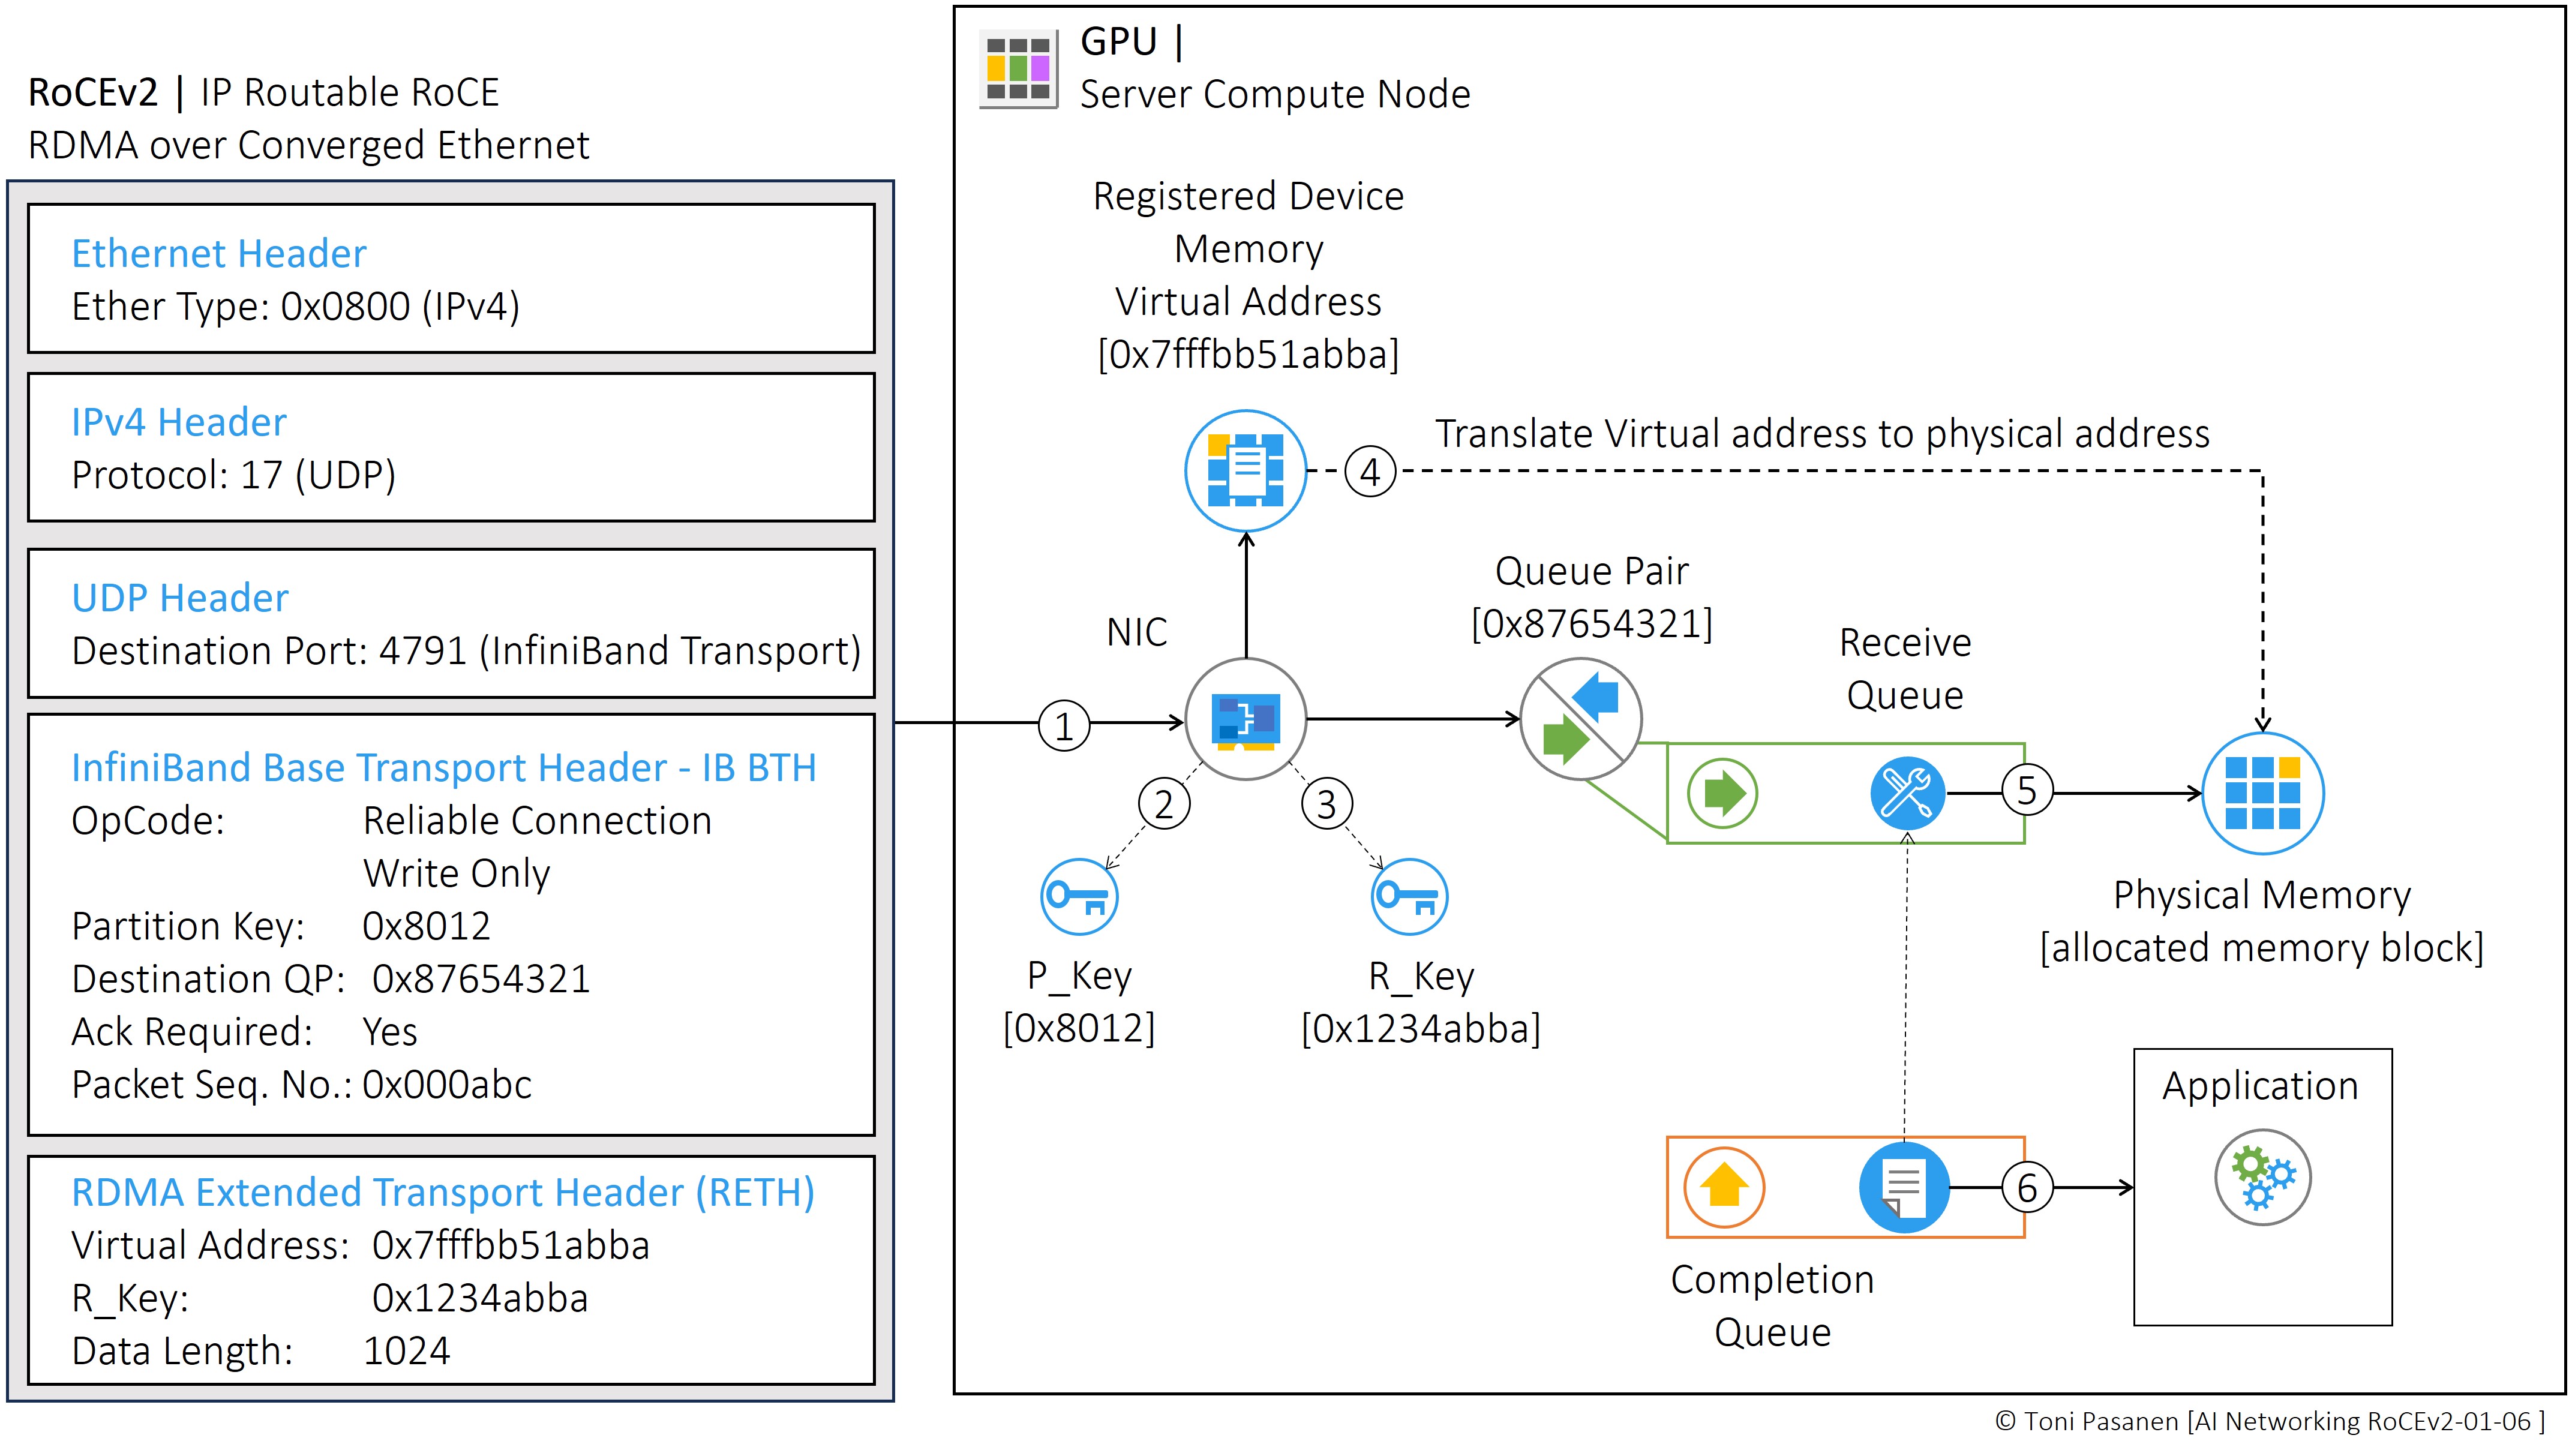 RoCEv2 | IP Routable RoCE
RDMA over Converged Ethernet
Ethernet Header
Ether Type: 0x0800 (IPv4)
IPv4 Header
Protocol: 17 (UDP)
UDP Header
Destination Port: 4791 (InfiniBand Transport)
InfiniBand Base Transport Header - IB BTH
OpCode: Reliable Connection
Write Only
Partition Key: 0x8012
Destination QP: 0x87654321
Ack Required: Yes
Packet Seq. No.: 0x000abc
RDMA Extended Transport Header (RETH)
Virtual Address: 0x7fffbb51abba
R_Key: 0x1234abba
Data Length: 1024
GPU |
Server Compute Node
Registered Device
Memory
Virtual Address
[0x7fffbb51abba]
4
Translate Virtual address to physical address
NIC
Queue Pair
[0x87654321]
Receive
Queue
1
2
3
5
P_Key
[0x8012]
R_Key
[0x1234abba]
Physical Memory
[allocated memory block]
6
Application
Completion
Queue
© Toni Pasanen [AI Networking RoCEv2-01-06 ]